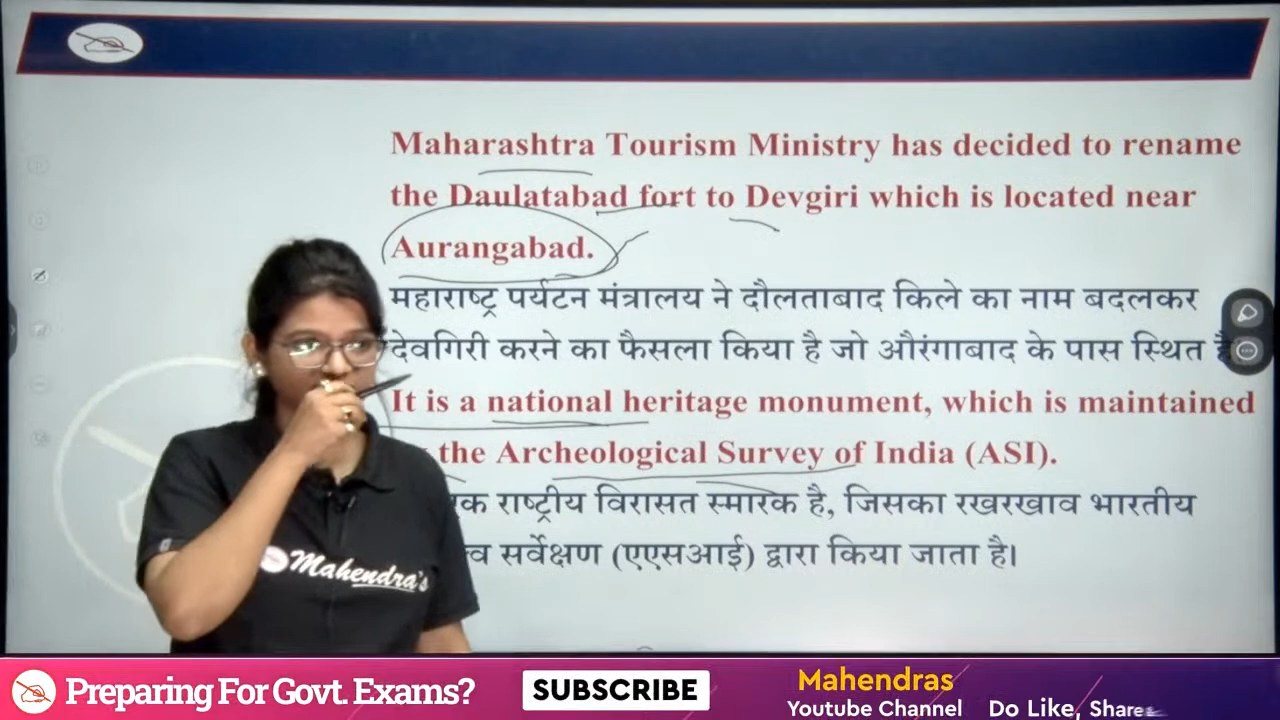 Maharashtra Tourism Ministry has decided to rename
the Daulatabad fort to Devgiri which is located near
Aurangabad.
महाराष्ट्र पर्यटन मंत्रालय ने दौलताबाद किले का नाम बदलकर
देवगिरी करने का फैसला किया है जो औरंगाबाद के पास स्थित है
It is a national heritage monument, which is maintained
the Archeological Survey of India (ASI).
राष्ट्रीय विरासत स्मारक है, जिसका रखरखाव भारतीय
सर्वेक्षण (एएसआई) द्वारा किया जाता है।
Mahendra's
Preparing For Govt. Exams?
SUBSCRIBE
Mahendras
Youtube Channel
Do Like, Share